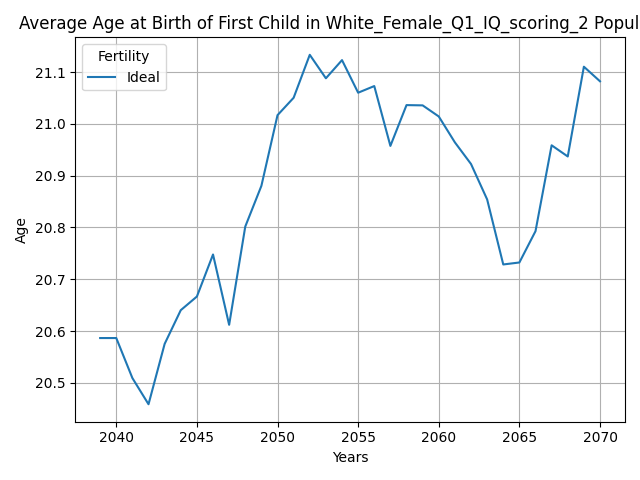 Average Age at Birth of First Child in White_Female_Q1_IQ_scoring_2 Popul
Fertility
Ideal
21.1
21.0
20.9
20.8
20.7
20.6
20.5
Age
2040 2045 2050 2055 2060 2065 2070
Years